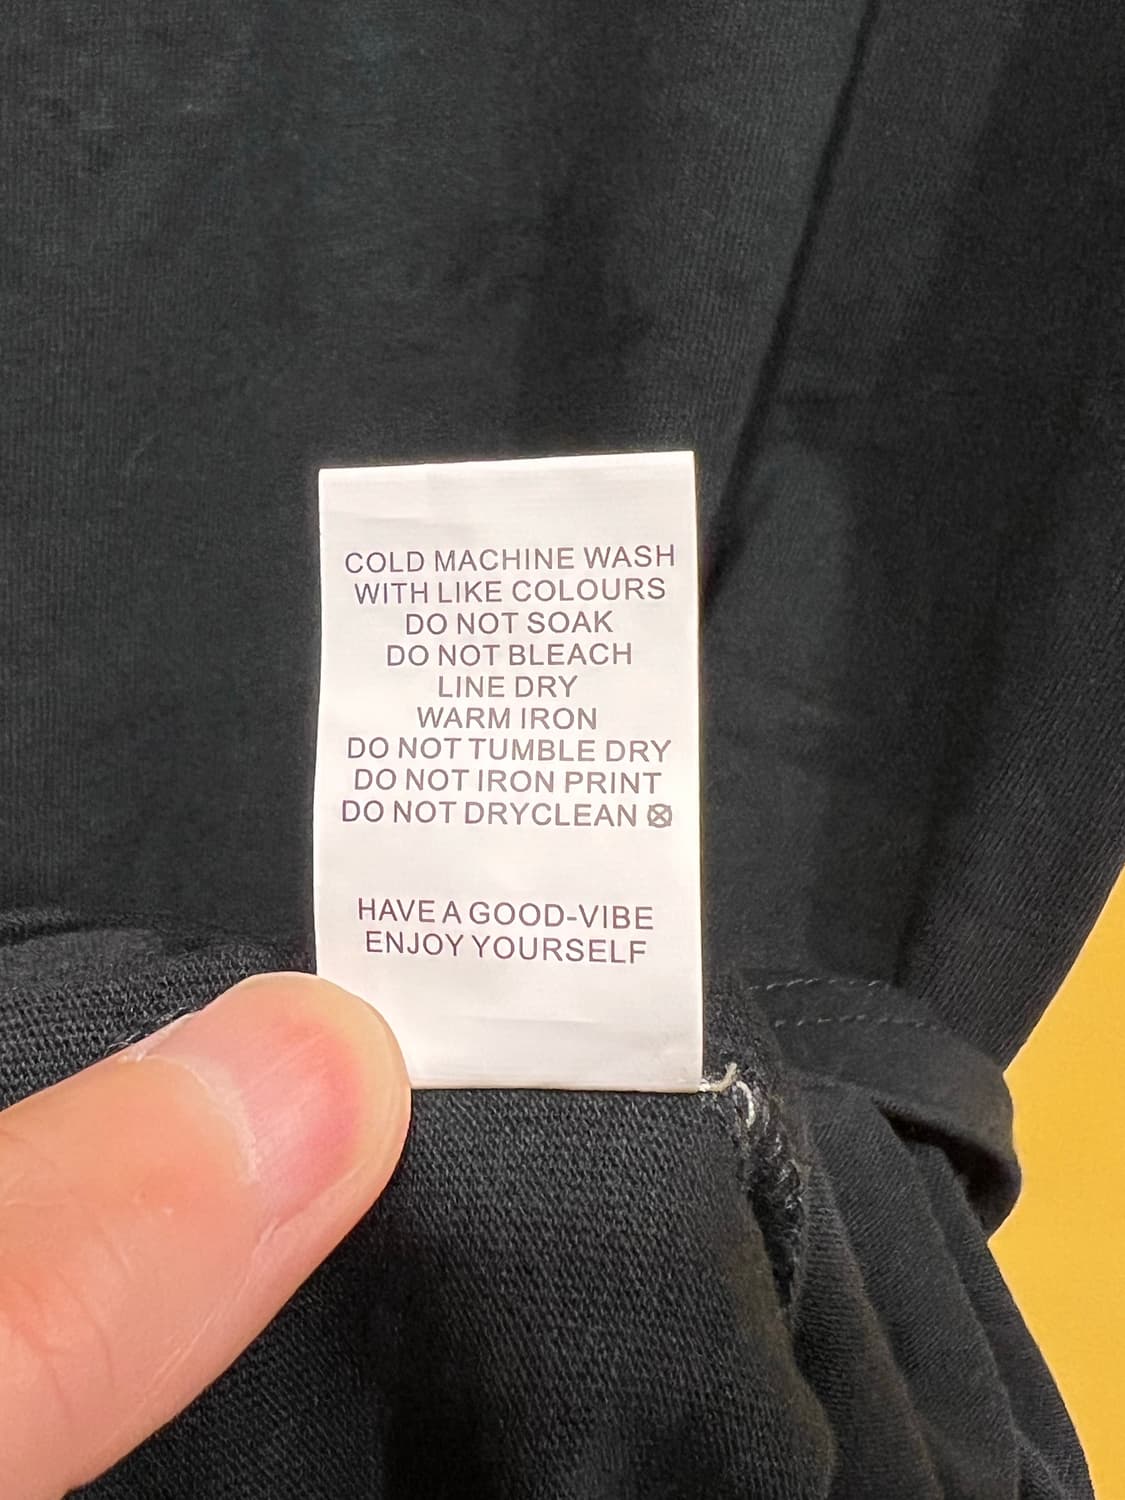 COLD MACHINE WASH
WITH LIKE COLOURS
DO NOT SOAK
DO NOT BLEACH
LINE DRY
WARM IRON
DO NOT TUMBLE DRY
DO NOT IRON PRINT
DO NOT DRYCLEAN
HAVE A GOOD-VIBE
ENJOY YOURSELF